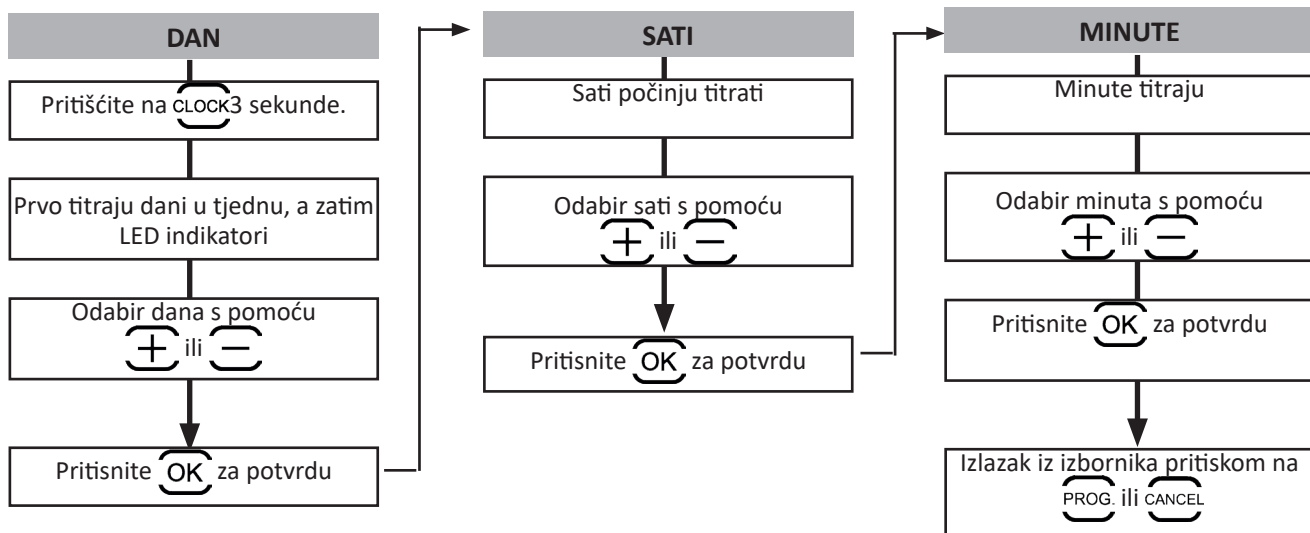 DAN
Pritišćite na CLOCK 3 sekunde.
Prvo titraju dani u tjednu, a zatim
LED indikatori
Odabir dana s pomoću
+ ili −
Pritisnite OK za potvrdu
SATI
Sati počinju titrati
Odabir sati s pomoću
+ ili −
Pritisnite OK za potvrdu
MINUTE
Minute titraju
Odabir minuta s pomoću
+ ili −
Pritisnite OK za potvrdu
Izlazak iz izbornika pritiskom na
PROG. ili CANCEL